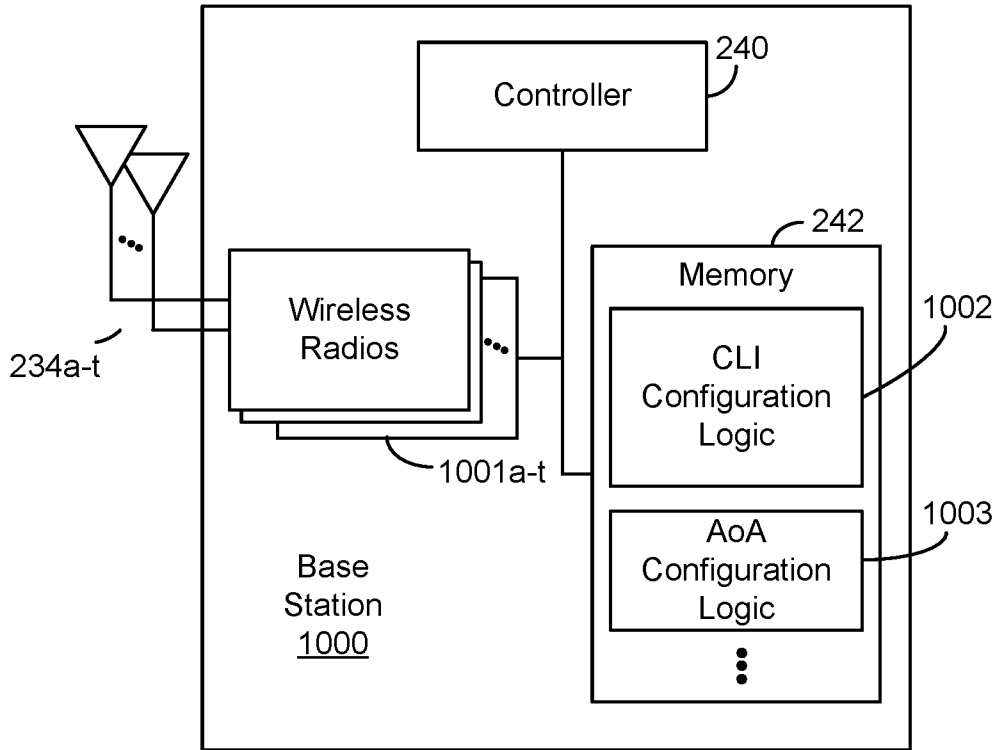 240
Controller
242
Memory
Wireless
Radios
1002
CLI
Configuration
Logic
234a-t
1001a-t
1003
AoA
Configuration
Logic
Base
Station
1000